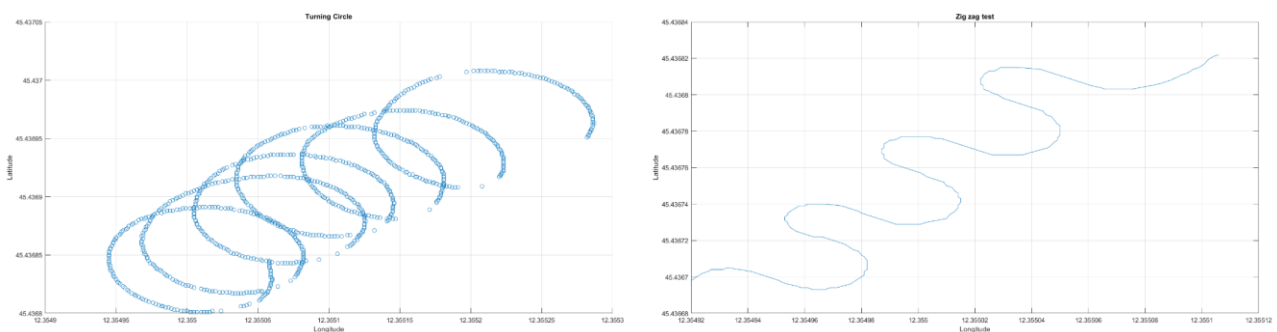 Turning Circle
45.43705
45.437
45.43695
45.4369
45.43685
45.4368
Latitude
12.3549 12.35495 12.355 12.35505 12.3551 12.35515 12.3552 12.35525 12.3553
Longitude
Zig zag test
45.43684
45.43682
45.4368
45.43678
45.43676
45.43674
45.43672
45.4367
45.43668
Latitude
12.35492 12.35494 12.35496 12.35498 12.355 12.35502 12.35504 12.35506 12.35508 12.3551 12.35512
Longitude